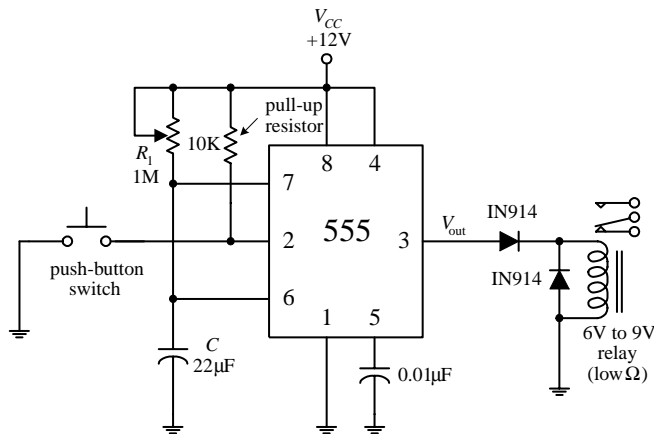 V_CC
+12V
pull-up
resistor
R_1
1M
10K
8
4
7
2
555
3
6
1
5
V_out
IN914
IN914
push-button
switch
C
22μF
0.01μF
6V to 9V
relay
(low Ω)